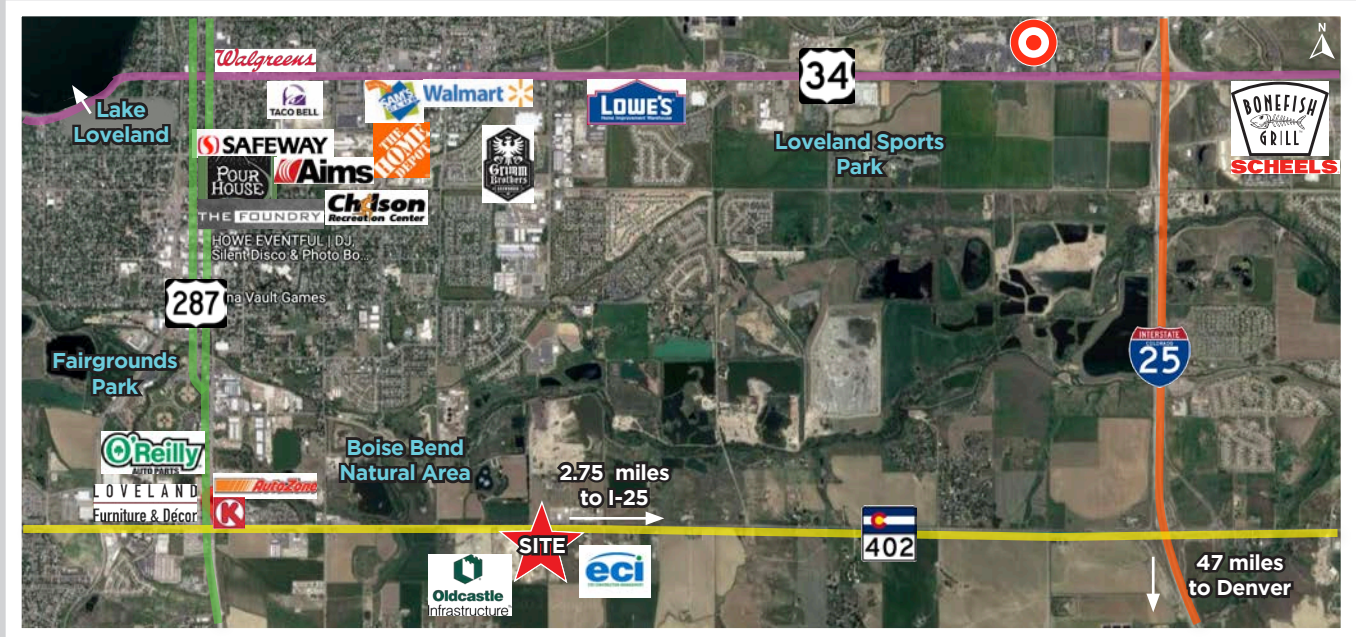 N
Walgreens
34
Lake
Loveland
TACO BELL
SAM'S
Walmart
LOWE'S
Home Improvement Warehouse
BONEFISH
GRILL
SCHEELS
SAFEWAY
THE
HOME
DEPOT
Loveland Sports
Park
POUR
HOUSE
Aims
Grimm
Brothers
THE FOUNDRY
Chilson
Recreation Center
HOWE EVENTFUL | DJ,
Silent Disco & Photo Bo...
287
na Vault Games
INTERSTATE
COLORADO
25
Fairgrounds
Park
O'Reilly
AUTO PARTS
Boise Bend
Natural Area
2.75 miles
to I-25
AutoZone
LOVELAND
Furniture & Décor
K
SITE
402
Oldcastle
Infrastructure
eci
47 miles
to Denver